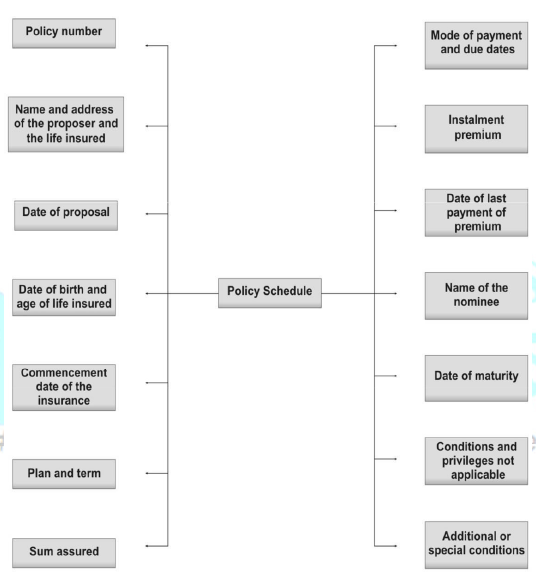 Policy number
Name and address
of the proposer and
the life insured
Date of proposal
Date of birth and
age of life insured
Commencement
date of the
insurance
Plan and term
Sum assured
Policy Schedule
Mode of payment
and due dates
Instalment
premium
Date of last
payment of
premium
Name of the
nominee
Date of maturity
Conditions and
privileges not
applicable
Additional or
special conditions